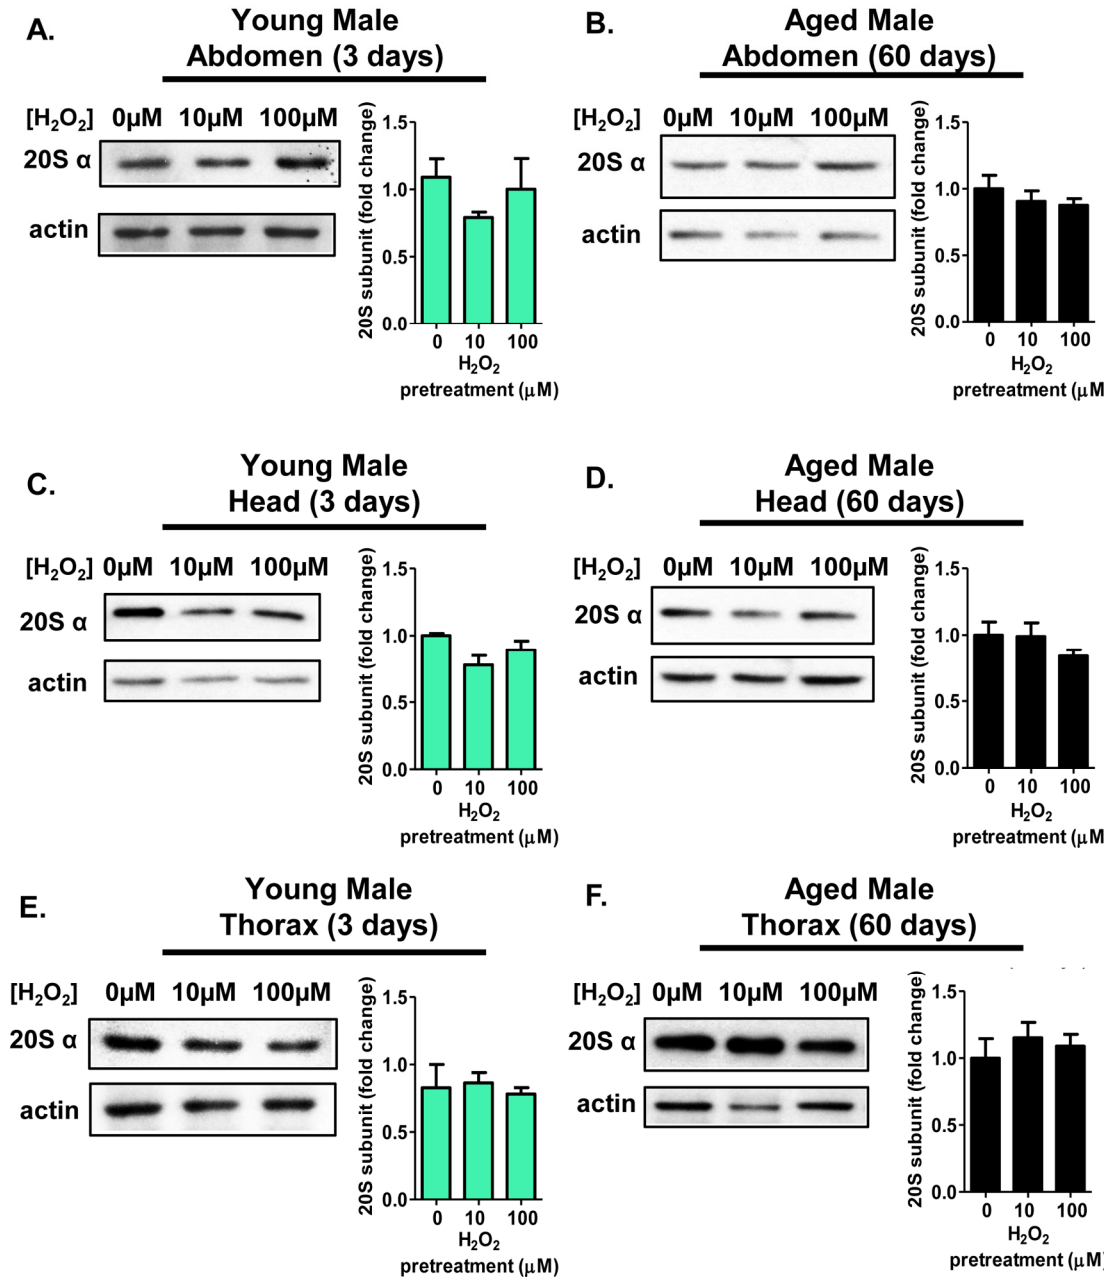 A.
Young Male
Abdomen (3 days)
[H₂O₂] 0µM 10µM 100µM
20S α
actin
20S subunit (fold change)
1.5
1.0
0.5
0.0
0 10 100
H₂O₂
pretreatment (µM)
B.
Aged Male
Abdomen (60 days)
[H₂O₂] 0µM 10µM 100µM
20S α
actin
20S subunit (fold change)
1.5
1.0
0.5
0.0
0 10 100
H₂O₂
pretreatment (µM
C.
Young Male
Head (3 days)
[H₂O₂] 0µM 10µM 100µM
20S α
actin
20S subunit (fold change)
1.5
1.0
0.5
0.0
0 10 100
H₂O₂
pretreatment (µM)
D.
Aged Male
Head (60 days)
[H₂O₂] 0µM 10µM 100µM
20S α
actin
20S subunit (fold change)
1.5
1.0
0.5
0.0
0 10 100
H₂O₂
pretreatment (µM
E.
Young Male
Thorax (3 days)
[H₂O₂] 0µM 10µM 100µM
20S α
actin
20S subunit (fold change)
1.5
1.0
0.5
0.0
0 10 100
H₂O₂
pretreatment (µM)
F.
Aged Male
Thorax (60 days)
[H₂O₂] 0µM 10µM 100µM
20S α
actin
20S subunit (fold change)
1.5
1.0
0.5
0.0
0 10 100
H₂O₂
pretreatment (µM)